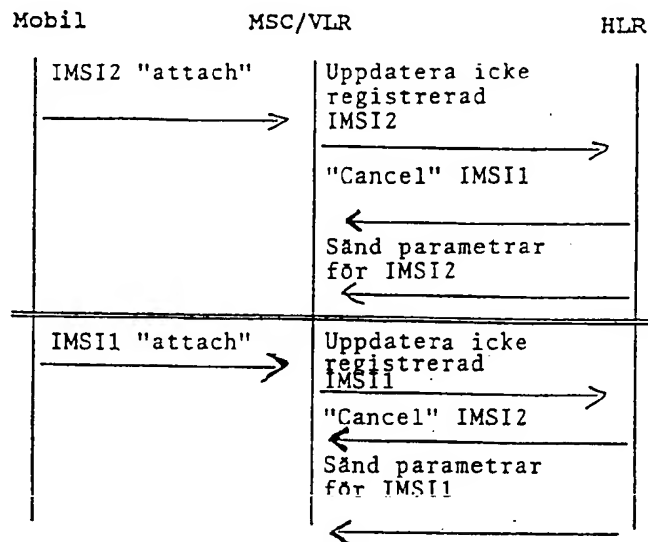 Mobil MSC/VLR HLR
IMSI2 "attach"
Uppdatera icke
registrerad
IMSI2
"Cancel" IMSI1
Sänd parametrar
för IMSI2
IMSI1 "attach"
Uppdatera icke
registrerad
IMSI1
"Cancel" IMSI2
Sänd parametrar
för IMSI1